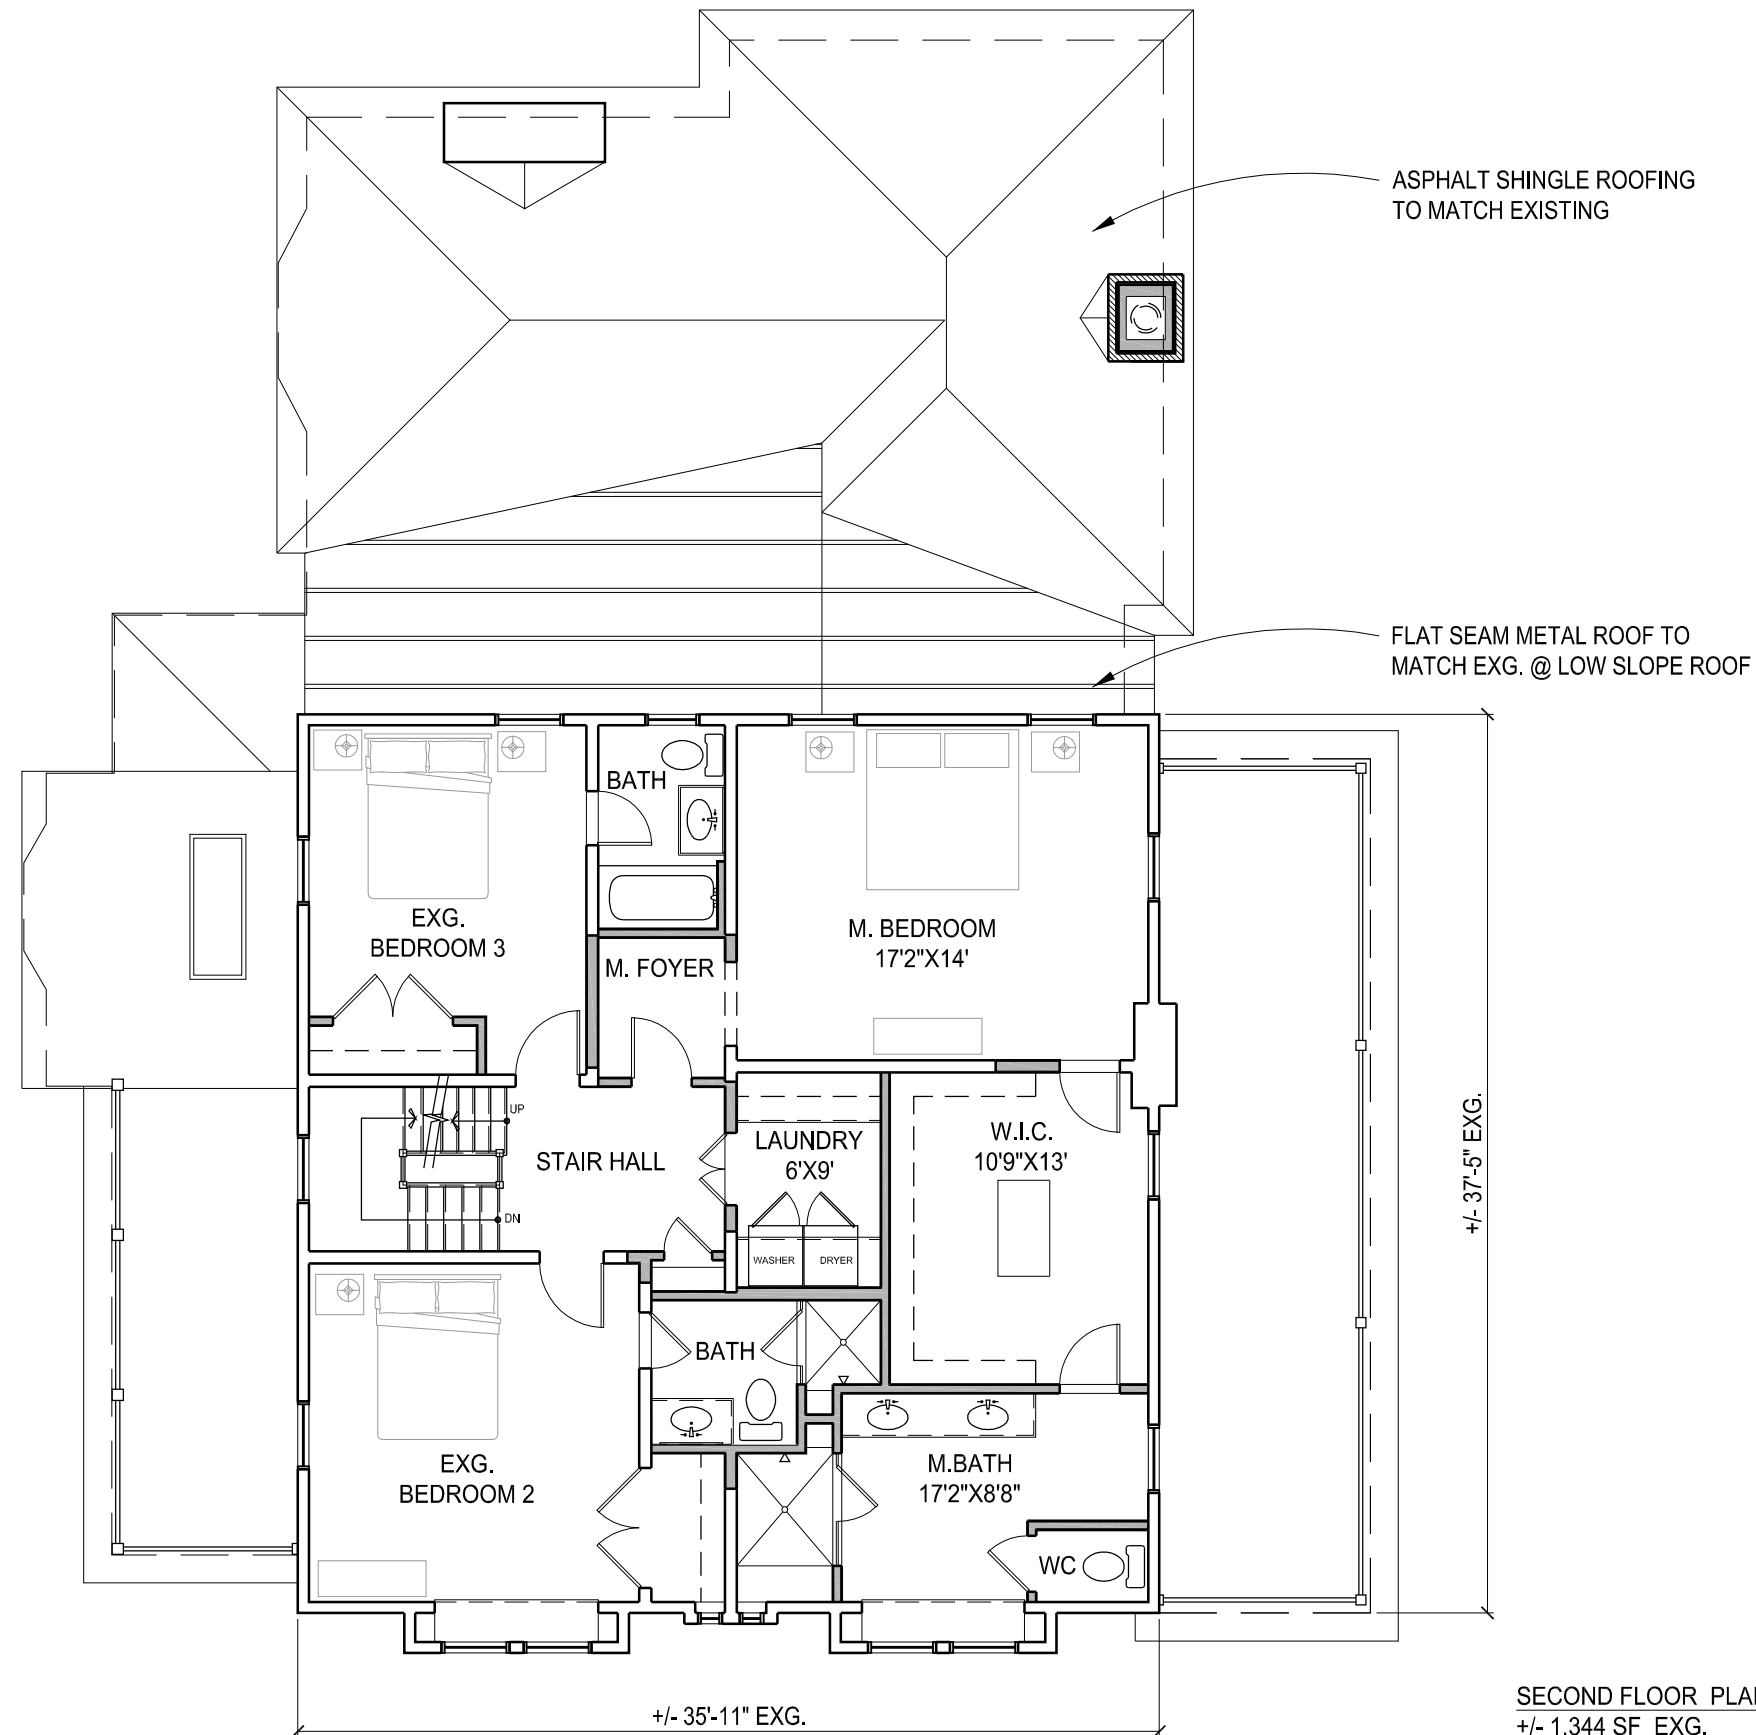 ASPHALT SHINGLE ROOFING
TO MATCH EXISTING
FLAT SEAM METAL ROOF TO
MATCH EXG. @ LOW SLOPE ROOF
BATH
EXG.
BEDROOM 3
M. BEDROOM
17'2"X14'
M. FOYER
UP
STAIR HALL
LAUNDRY
6'X9'
W.I.C.
10'9"X13'
+/- 37'-5" EXG.
DN
WASHER
DRYER
BATH
EXG.
BEDROOM 2
M.BATH
17'2"X8'8"
WC
+/- 35'-11" EXG.
SECOND FLOOR
+/- 1,344 SF EXG.